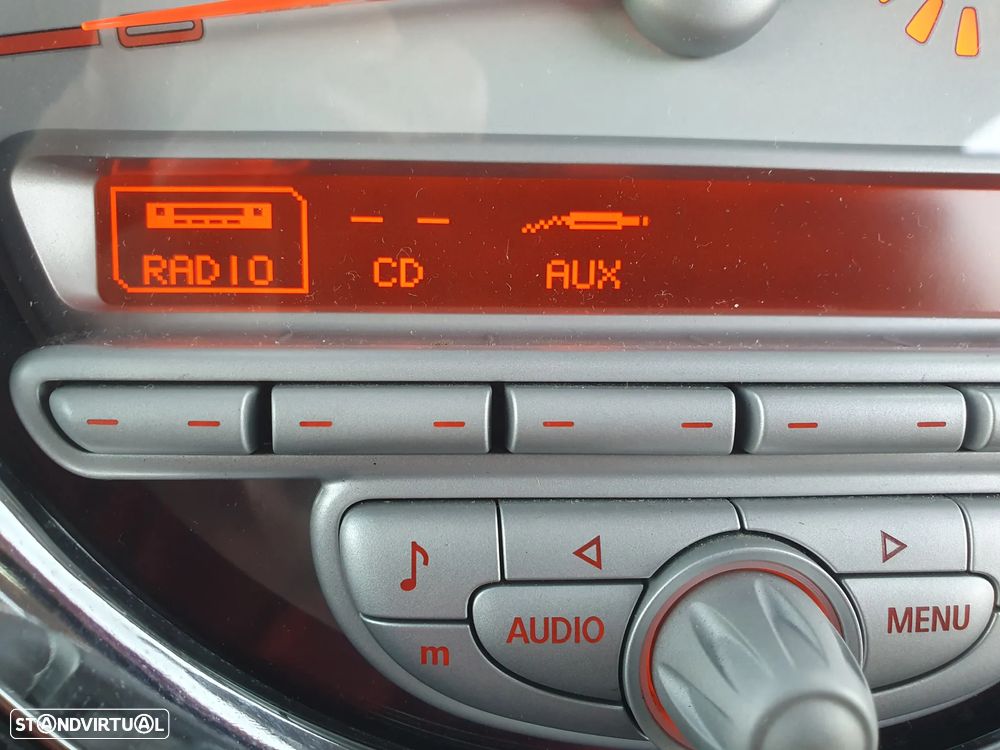 RADIO CD AUX
AUDIO MENU
m
STANDVIRTUAL